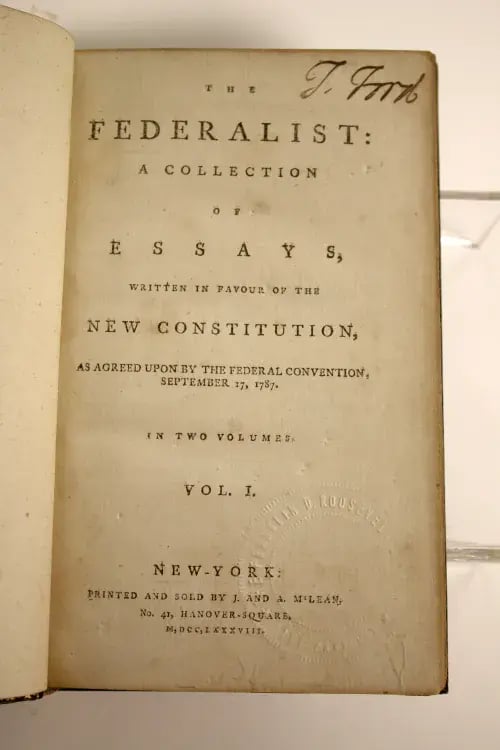 T. Ford
THE
FEDERALIST:
A COLLECTION
OF
ESSAYS,
WRITTEN IN FAVOUR OF THE
NEW CONSTITUTION,
AS AGREED UPON BY THE FEDERAL CONVENTION,
SEPTEMBER 17, 1787.
IN TWO VOLUMES.
VOL. I.
D. ROOSEVELT
NEW-YORK:
PRINTED AND SOLD BY J. AND A. M‘LEAN,
No. 41, HANOVER-SQUARE,
M,DCC,LXXXVIII.